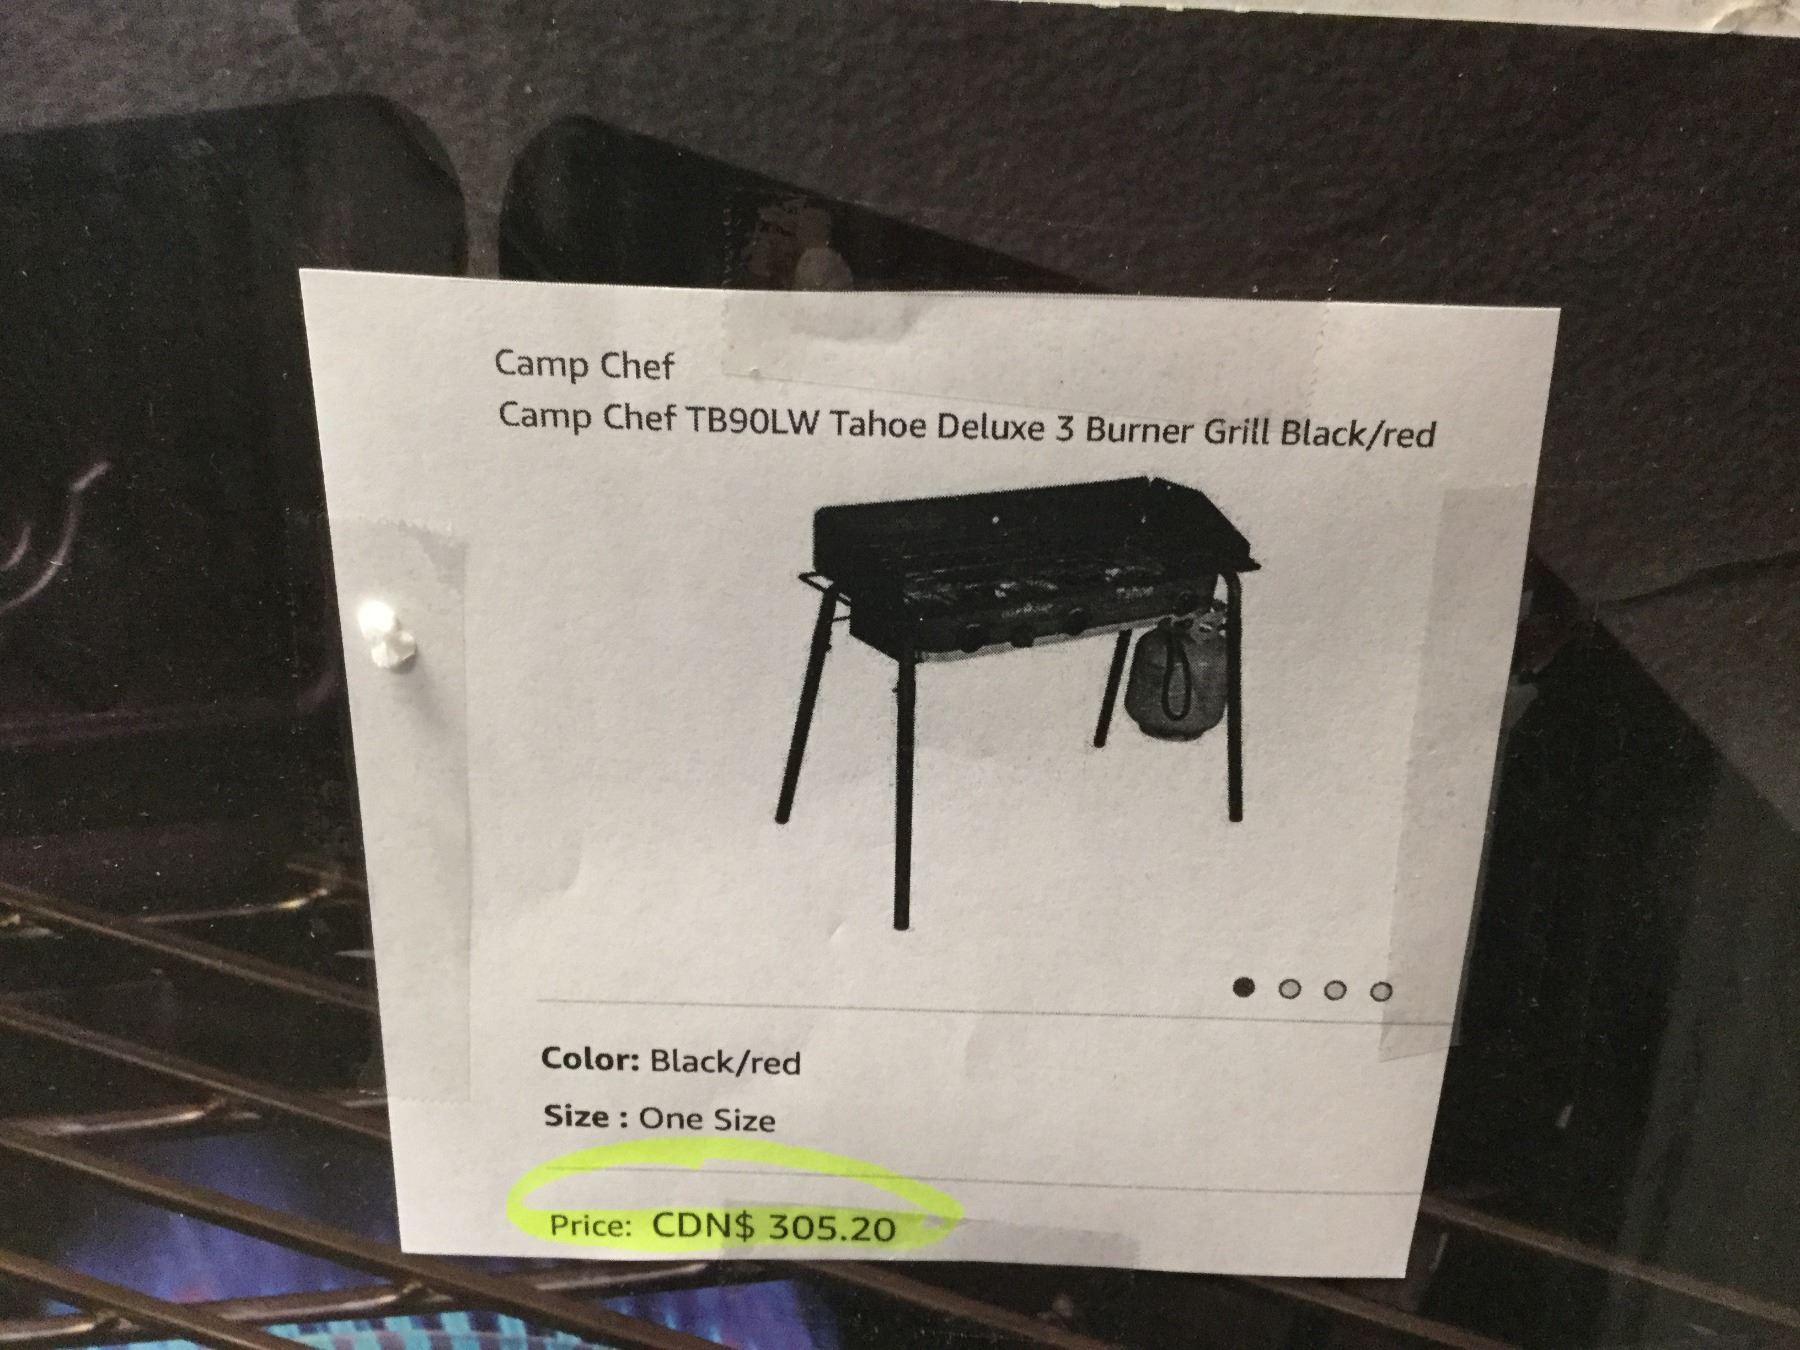 Camp Chef
Camp Chef TB90LW Tahoe Deluxe 3 Burner Grill Black/red
Color: Black/red
Size : One Size
Price: CDN$ 305.20